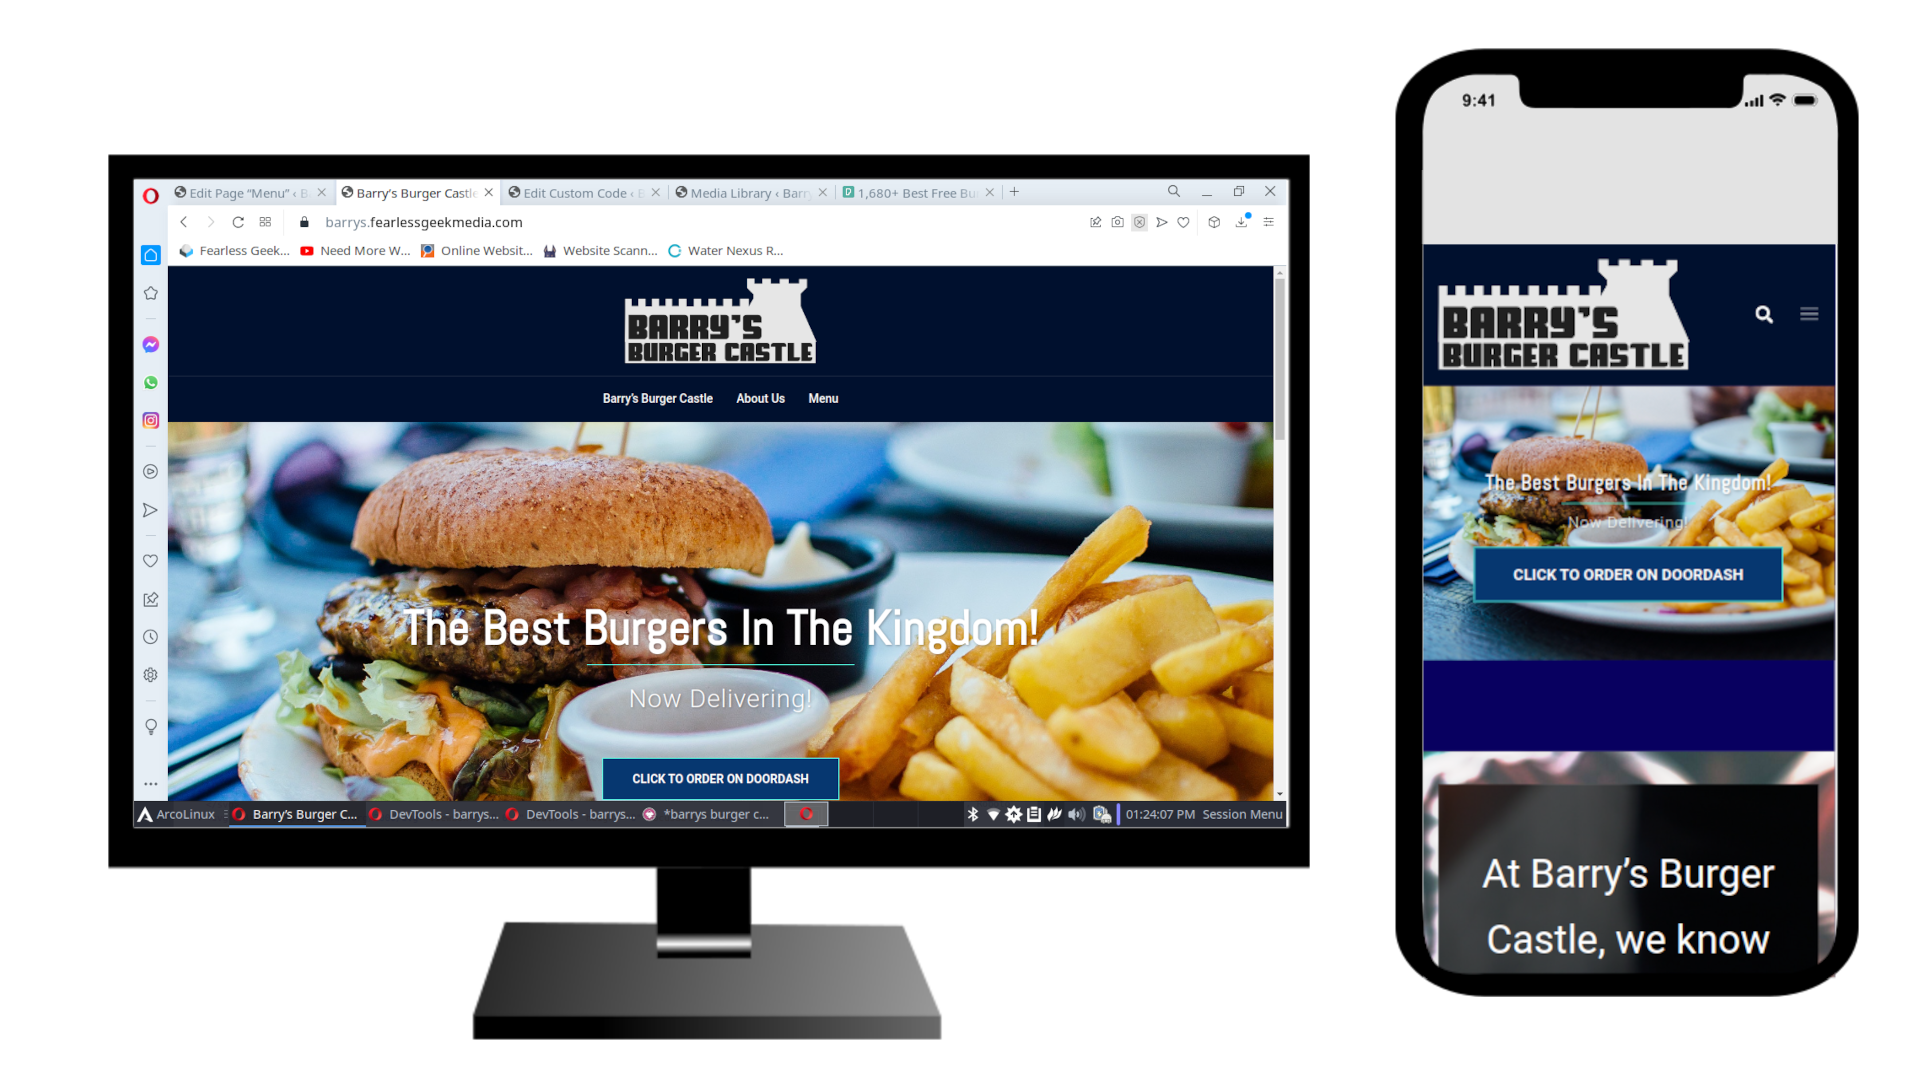 Edit Page “Menu” ‹ B
Barry’s Burger Castle
Edit Custom Code ‹ B
Media Library ‹ Barr
1,680+ Best Free Bu
barrys.fearlessgeekmedia.com
Fearless Geek...
Need More W...
Online Websit...
Website Scann...
Water Nexus R...
BARRY'S
BURGER CASTLE
Barry’s Burger Castle
About Us
Menu
The Best Burgers In The Kingdom!
Now Delivering!
CLICK TO ORDER ON DOORDASH
ArcoLinux
Barry’s Burger C...
DevTools - barrys...
DevTools - barrys...
*barrys burger c...
01:24:07 PM
Session Menu
9:41
BARRY'S
BURGER CASTLE
The Best Burgers In The Kingdom!
Now Delivering!
CLICK TO ORDER ON DOORDASH
At Barry’s Burger
Castle, we know